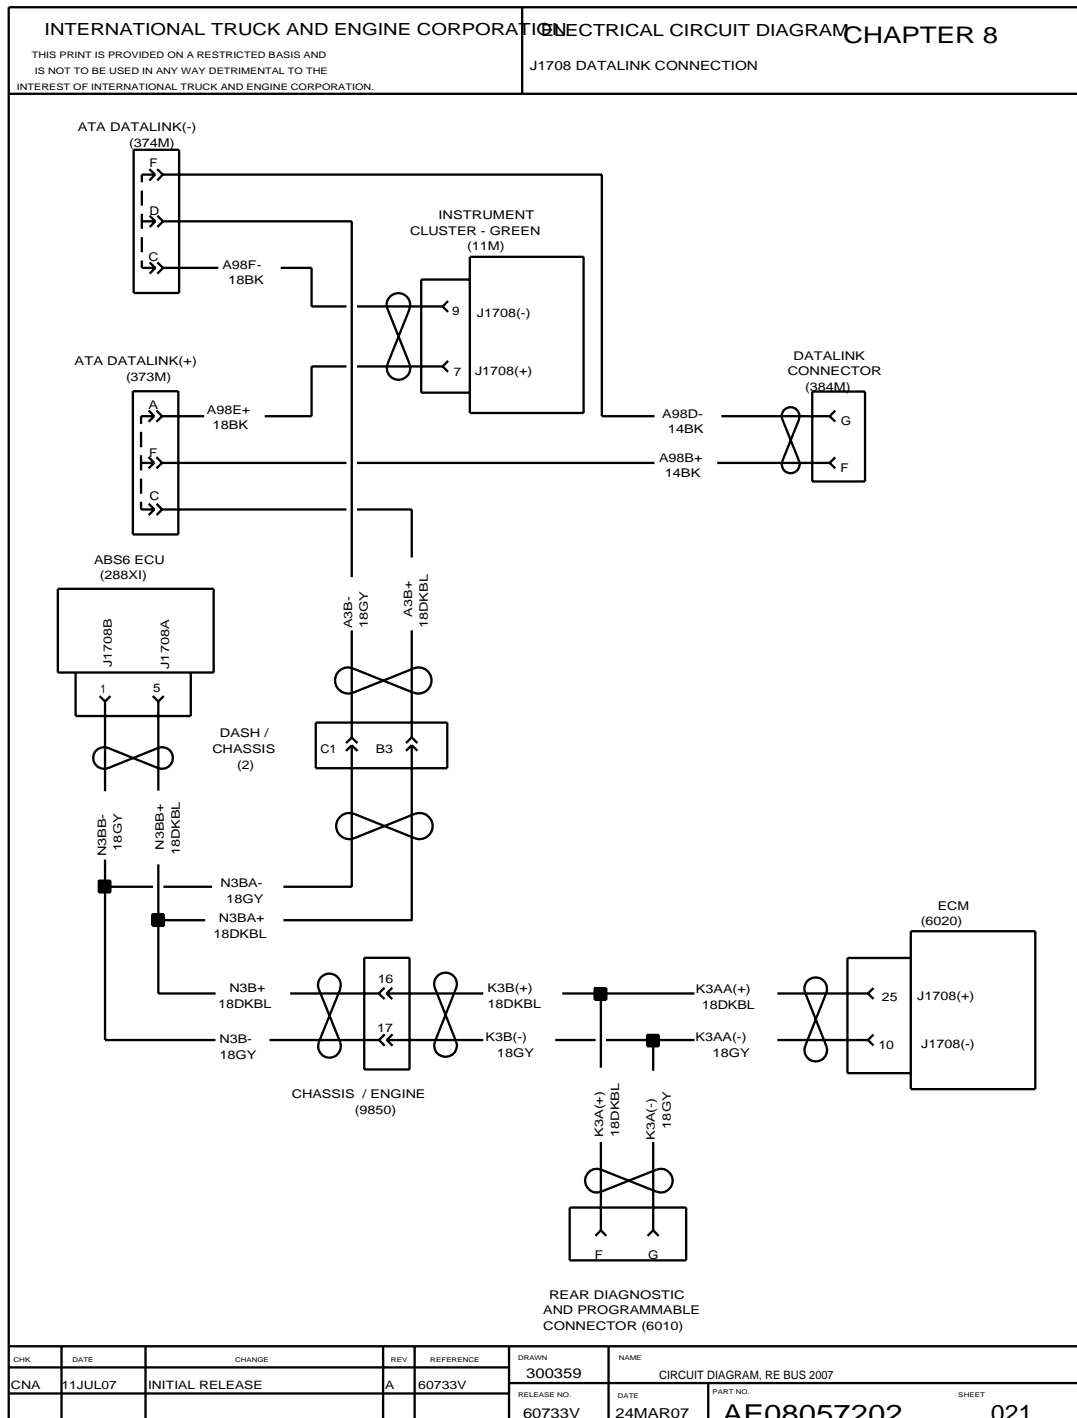 INTERNATIONAL TRUCK AND ENGINE CORPORATION
THIS PRINT IS PROVIDED ON A RESTRICTED BASIS AND
IS NOT TO BE USED IN ANY WAY DETRIMENTAL TO THE
INTEREST OF INTERNATIONAL TRUCK AND ENGINE CORPORATION.
ELECTRICAL CIRCUIT DIAGRAM
CHAPTER 8
J1708 DATALINK CONNECTION
ATA DATALINK(-)
(374M)
F
D
C
A98F-
18BK
INSTRUMENT
CLUSTER - GREEN
(11M)
9
J1708(-)
7
J1708(+)
ATA DATALINK(+)
(373M)
A
F
C
A98E+
18BK
DATALINK
CONNECTOR
(384M)
A98D-
14BK
G
A98B+
14BK
F
ABS6 ECU
(288XI)
J1708B
J1708A
1
5
A3B-
18GY
A3B+
18DKBL
DASH /
CHASSIS
(2)
C1
B3
N3BB-
18GY
N3BB+
18DKBL
N3BA-
18GY
N3BA+
18DKBL
ECM
(6020)
N3B+
18DKBL
16
K3B(+)
18DKBL
K3AA(+)
18DKBL
25
J1708(+)
N3B-
18GY
17
K3B(-)
18GY
K3AA(-)
18GY
10
J1708(-)
CHASSIS / ENGINE
(9850)
K3A(+)
18DKBL
K3A(-)
18GY
F
G
REAR DIAGNOSTIC
AND PROGRAMMABLE
CONNECTOR (6010)
CHK DATE CHANGE REV REFERENCE
CNA 11JUL07 INITIAL RELEASE A 60733V
DRAWN
300359
NAME
CIRCUIT DIAGRAM, RE BUS 2007
RELEASE NO.
60733V
DATE
24MAR07
PART NO.
AE08057202
SHEET
021